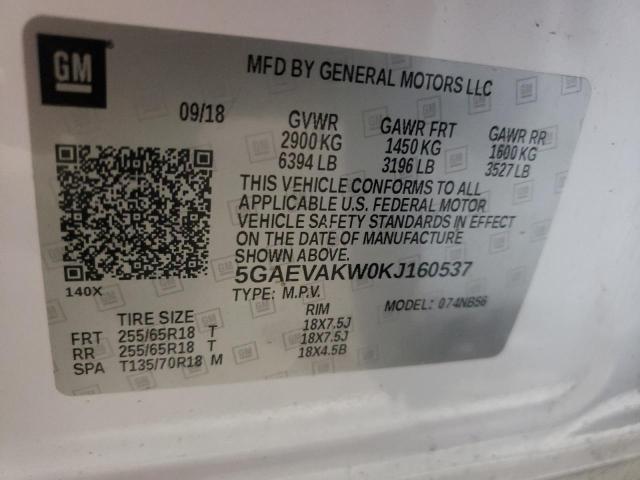 GM
MFD BY GENERAL MOTORS LLC
09/18 GVWR GAWR FRT GAWR RR
2900 KG 1450 KG 1600 KG
6394 LB 3196 LB 3527 LB
THIS VEHICLE CONFORMS TO ALL
APPLICABLE U.S. FEDERAL MOTOR
VEHICLE SAFETY STANDARDS IN EFFECT
ON THE DATE OF MANUFACTURE
SHOWN ABOVE.
140X 5GAEVAKW0KJ160537
TYPE: M.P.V. MODEL: 074NB56
TIRE SIZE RIM
FRT 255/65R18 T 18X7.5J
RR 255/65R18 T 18X7.5J
SPA T135/70R18 M 18X4.5B